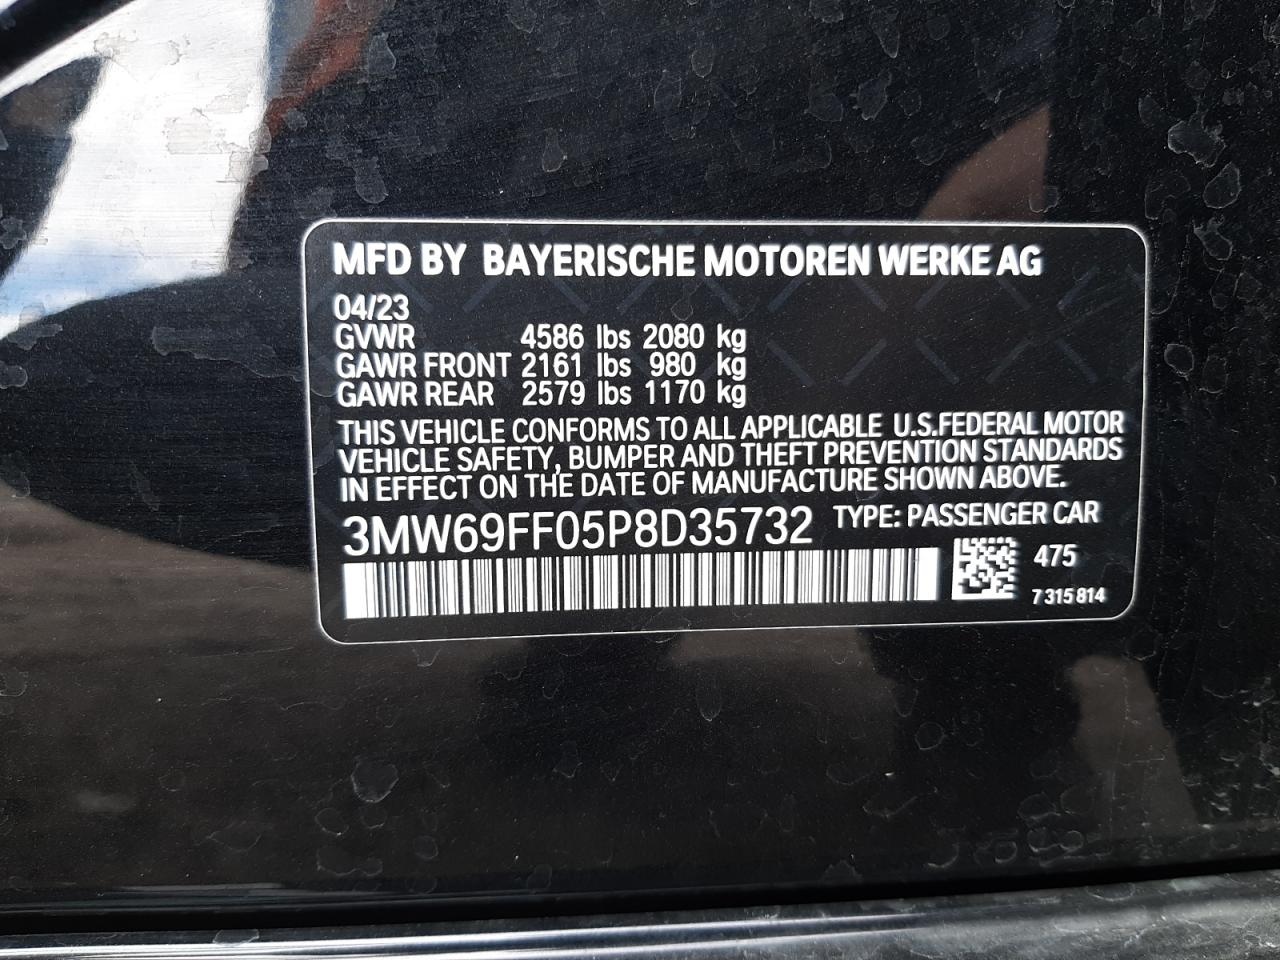 MFD BY BAYERISCHE MOTOREN WERKE AG
04/23
GVWR 4586 lbs 2080 kg
GAWR FRONT 2161 lbs 980 kg
GAWR REAR 2579 lbs 1170 kg
THIS VEHICLE CONFORMS TO ALL APPLICABLE U.S.FEDERAL MOTOR
VEHICLE SAFETY, BUMPER AND THEFT PREVENTION STANDARDS
IN EFFECT ON THE DATE OF MANUFACTURE SHOWN ABOVE.
3MW69FF05P8D35732 TYPE: PASSENGER CAR
475
7 315 814